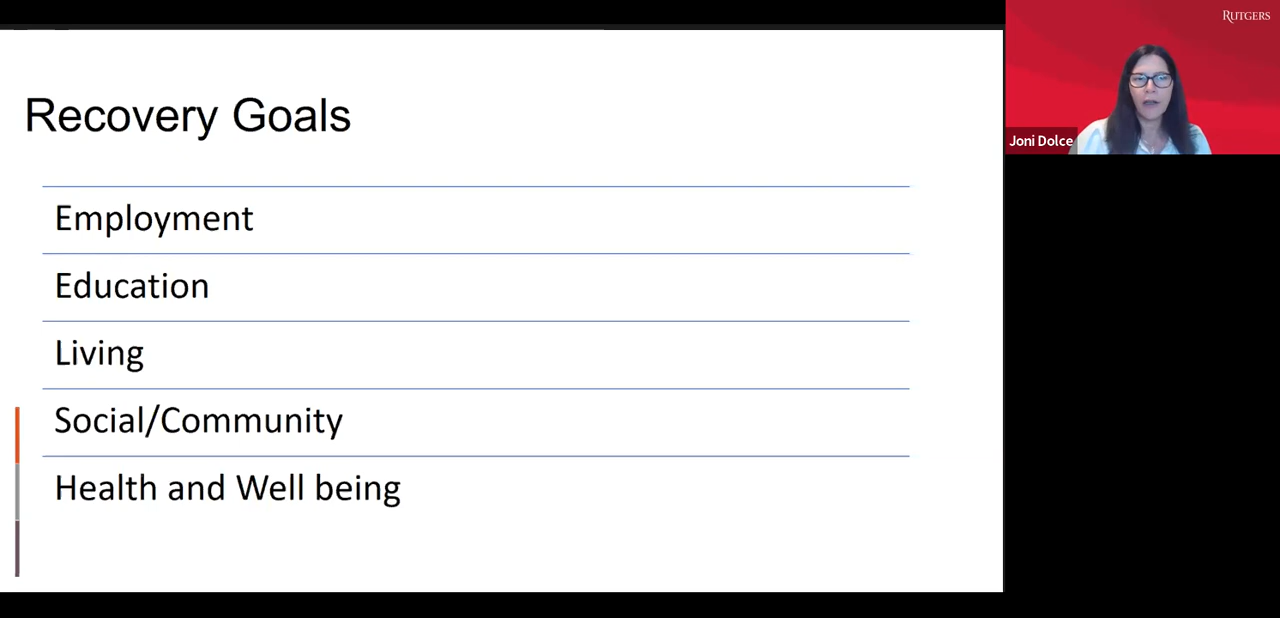 Recovery Goals
Employment
Education
Living
Social/Community
Health and Well being
RUTGERS
Joni Dolce